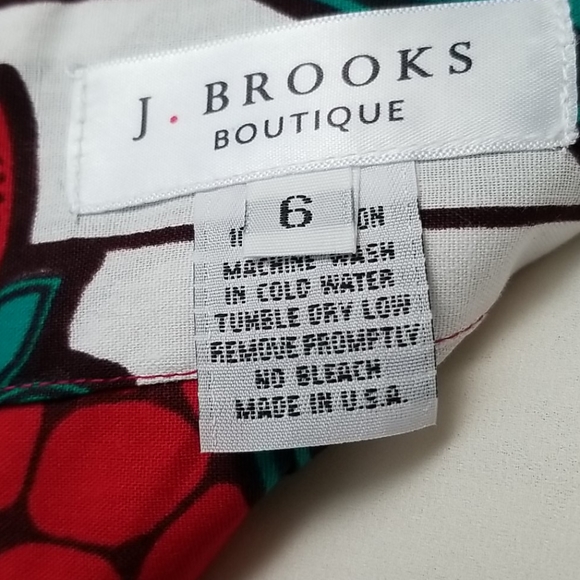 J. BROOKS
BOUTIQUE
6
MACHINE WASH
IN COLD WATER
TUMBLE DRY LOW
REMOVE PROMPTLY
NO BLEACH
MADE IN U.S.A.